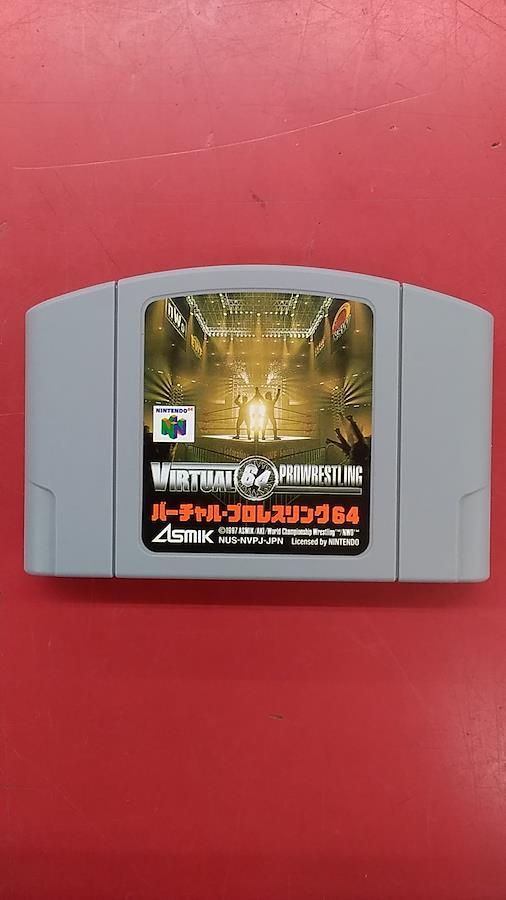 nWo
NINTENDO 64
VIRTUAL 64 PROWRESTLING
バーチャル・プロレスリング64
ASMIK
©1997 ASMIK/AKI/World Championship Wrestling™/NWO™
NUS-NVPJ-JPN Licensed by NINTENDO